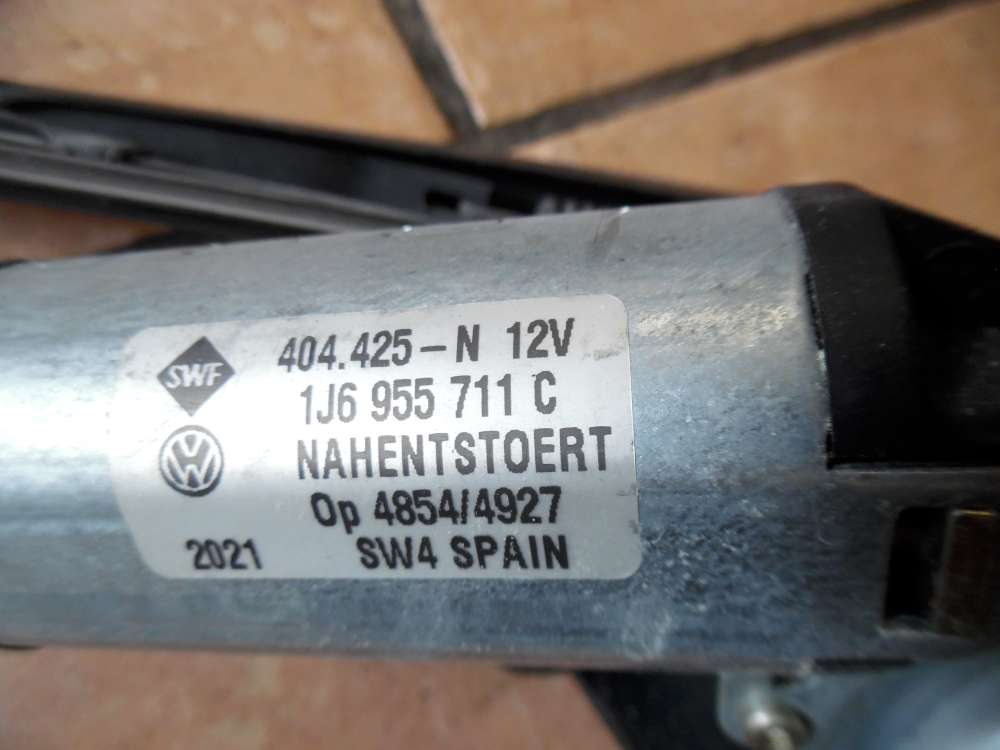 SWF
404.425-N 12V
1J6 955 711 C
NAHENTSTOERT
Op 4854/4927
2021 SW4 SPAIN